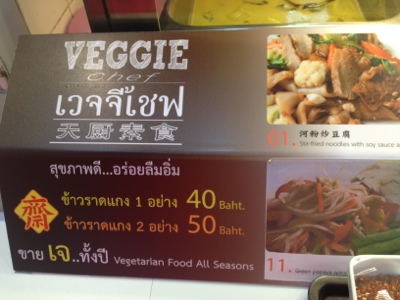 VEGGIE
Chef
เวจจี้เชฟ
天廚素食
สุขภาพดี...อร่อยลืมอิ่ม
齋
ข้าวราดแกง 1 อย่าง 40 Baht.
ข้าวราดแกง 2 อย่าง 50 Baht.
ขาย เจ..ทั้งปี Vegetarian Food All Seasons
01. 河粉炒豆腐
Stir fried noodles with soy sauce a
11. Green papaya